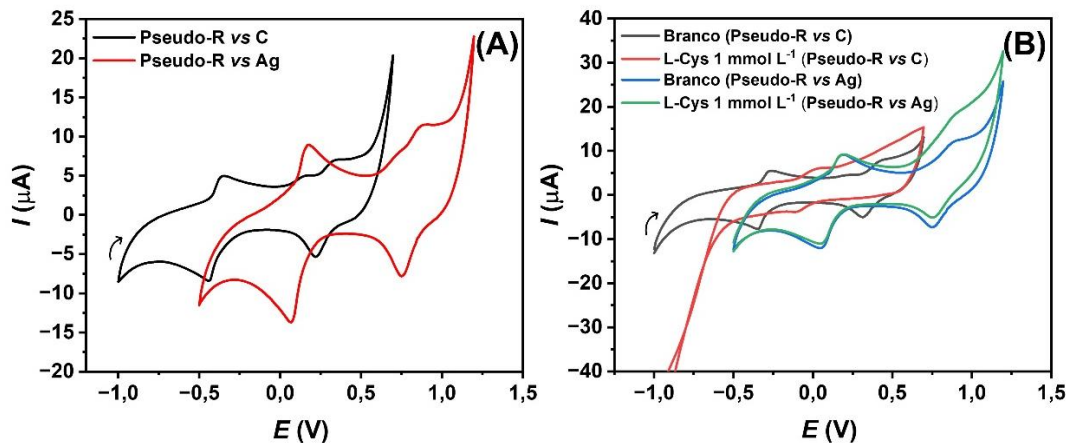 (A)
Pseudo-R vs C
Pseudo-R vs Ag
25
20
15
10
5
0
−5
−10
−15
−20
I (µA)
−1,0 −0,5 0,0 0,5 1,0 1,5
E (V)
(B)
Branco (Pseudo-R vs C)
L-Cys 1 mmol L⁻¹ (Pseudo-R vs C)
Branco (Pseudo-R vs Ag)
L-Cys 1 mmol L⁻¹ (Pseudo-R vs Ag)
40
30
20
10
0
−10
−20
−30
−40
I (µA)
−1,0 −0,5 0,0 0,5 1,0 1,5
E (V)